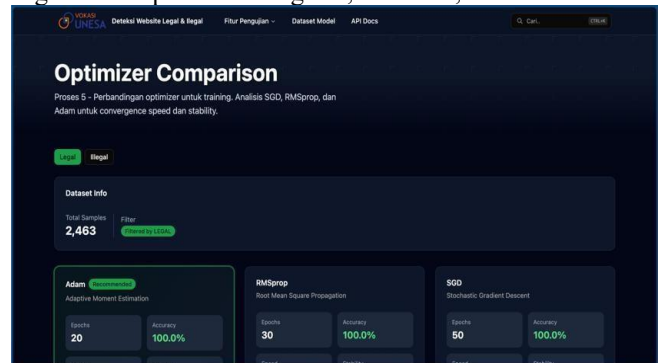 VOKASI
UNESA
Deteksi Website Legal & Ilegal
Fitur Pengujian
Dataset Model
API Docs
Cari..
CTRL+K
Optimizer Comparison
Proses 5 - Perbandingan optimizer untuk training. Analisis SGD, RMSprop, dan
Adam untuk convergence speed dan stability.
Legal
Illegal
Dataset Info
Total Samples
2,463
Filter
Filtered by LEGAL
Adam
Recommended
Adaptive Moment Estimation
Epochs
20
Accuracy
100.0%
RMSprop
Root Mean Square Propagation
Epochs
30
Accuracy
100.0%
SGD
Stochastic Gradient Descent
Epochs
50
Accuracy
100.0%